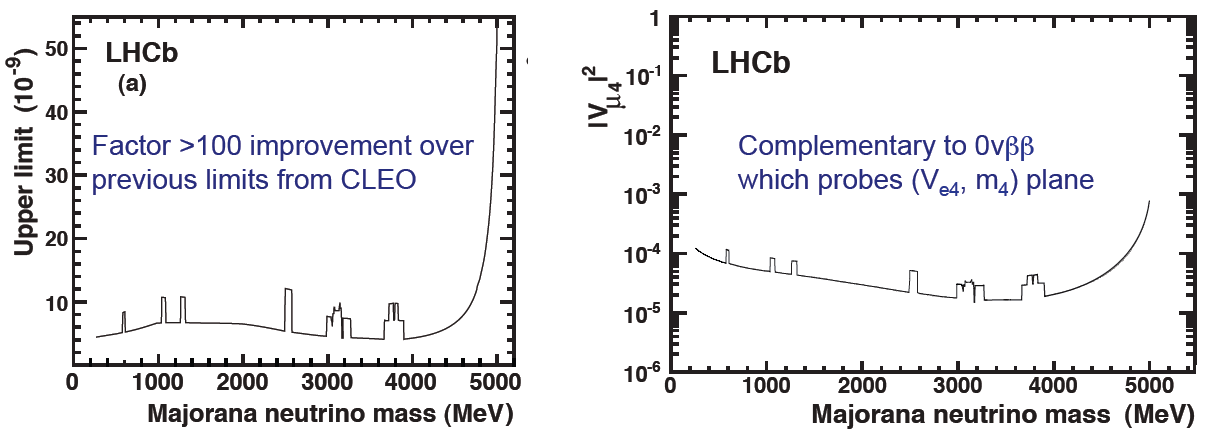 LHCb
(a)
Factor >100 improvement over
previous limits from CLEO
Upper limit (10⁻⁹)
50
40
30
20
10
0 1000 2000 3000 4000 5000
Majorana neutrino mass (MeV)
LHCb
Complementary to 0νββ
which probes (Vₑ₄, m₄) plane
|Vμ4|²
1
10⁻¹
10⁻²
10⁻³
10⁻⁴
10⁻⁵
10⁻⁶
0 1000 2000 3000 4000 5000
Majorana neutrino mass (MeV)